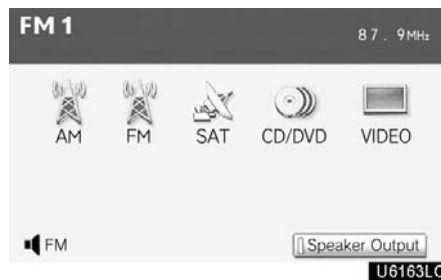 FM 1
87.9MHz
AM FM SAT CD/DVD VIDEO
FM Speaker Output
U6163LC